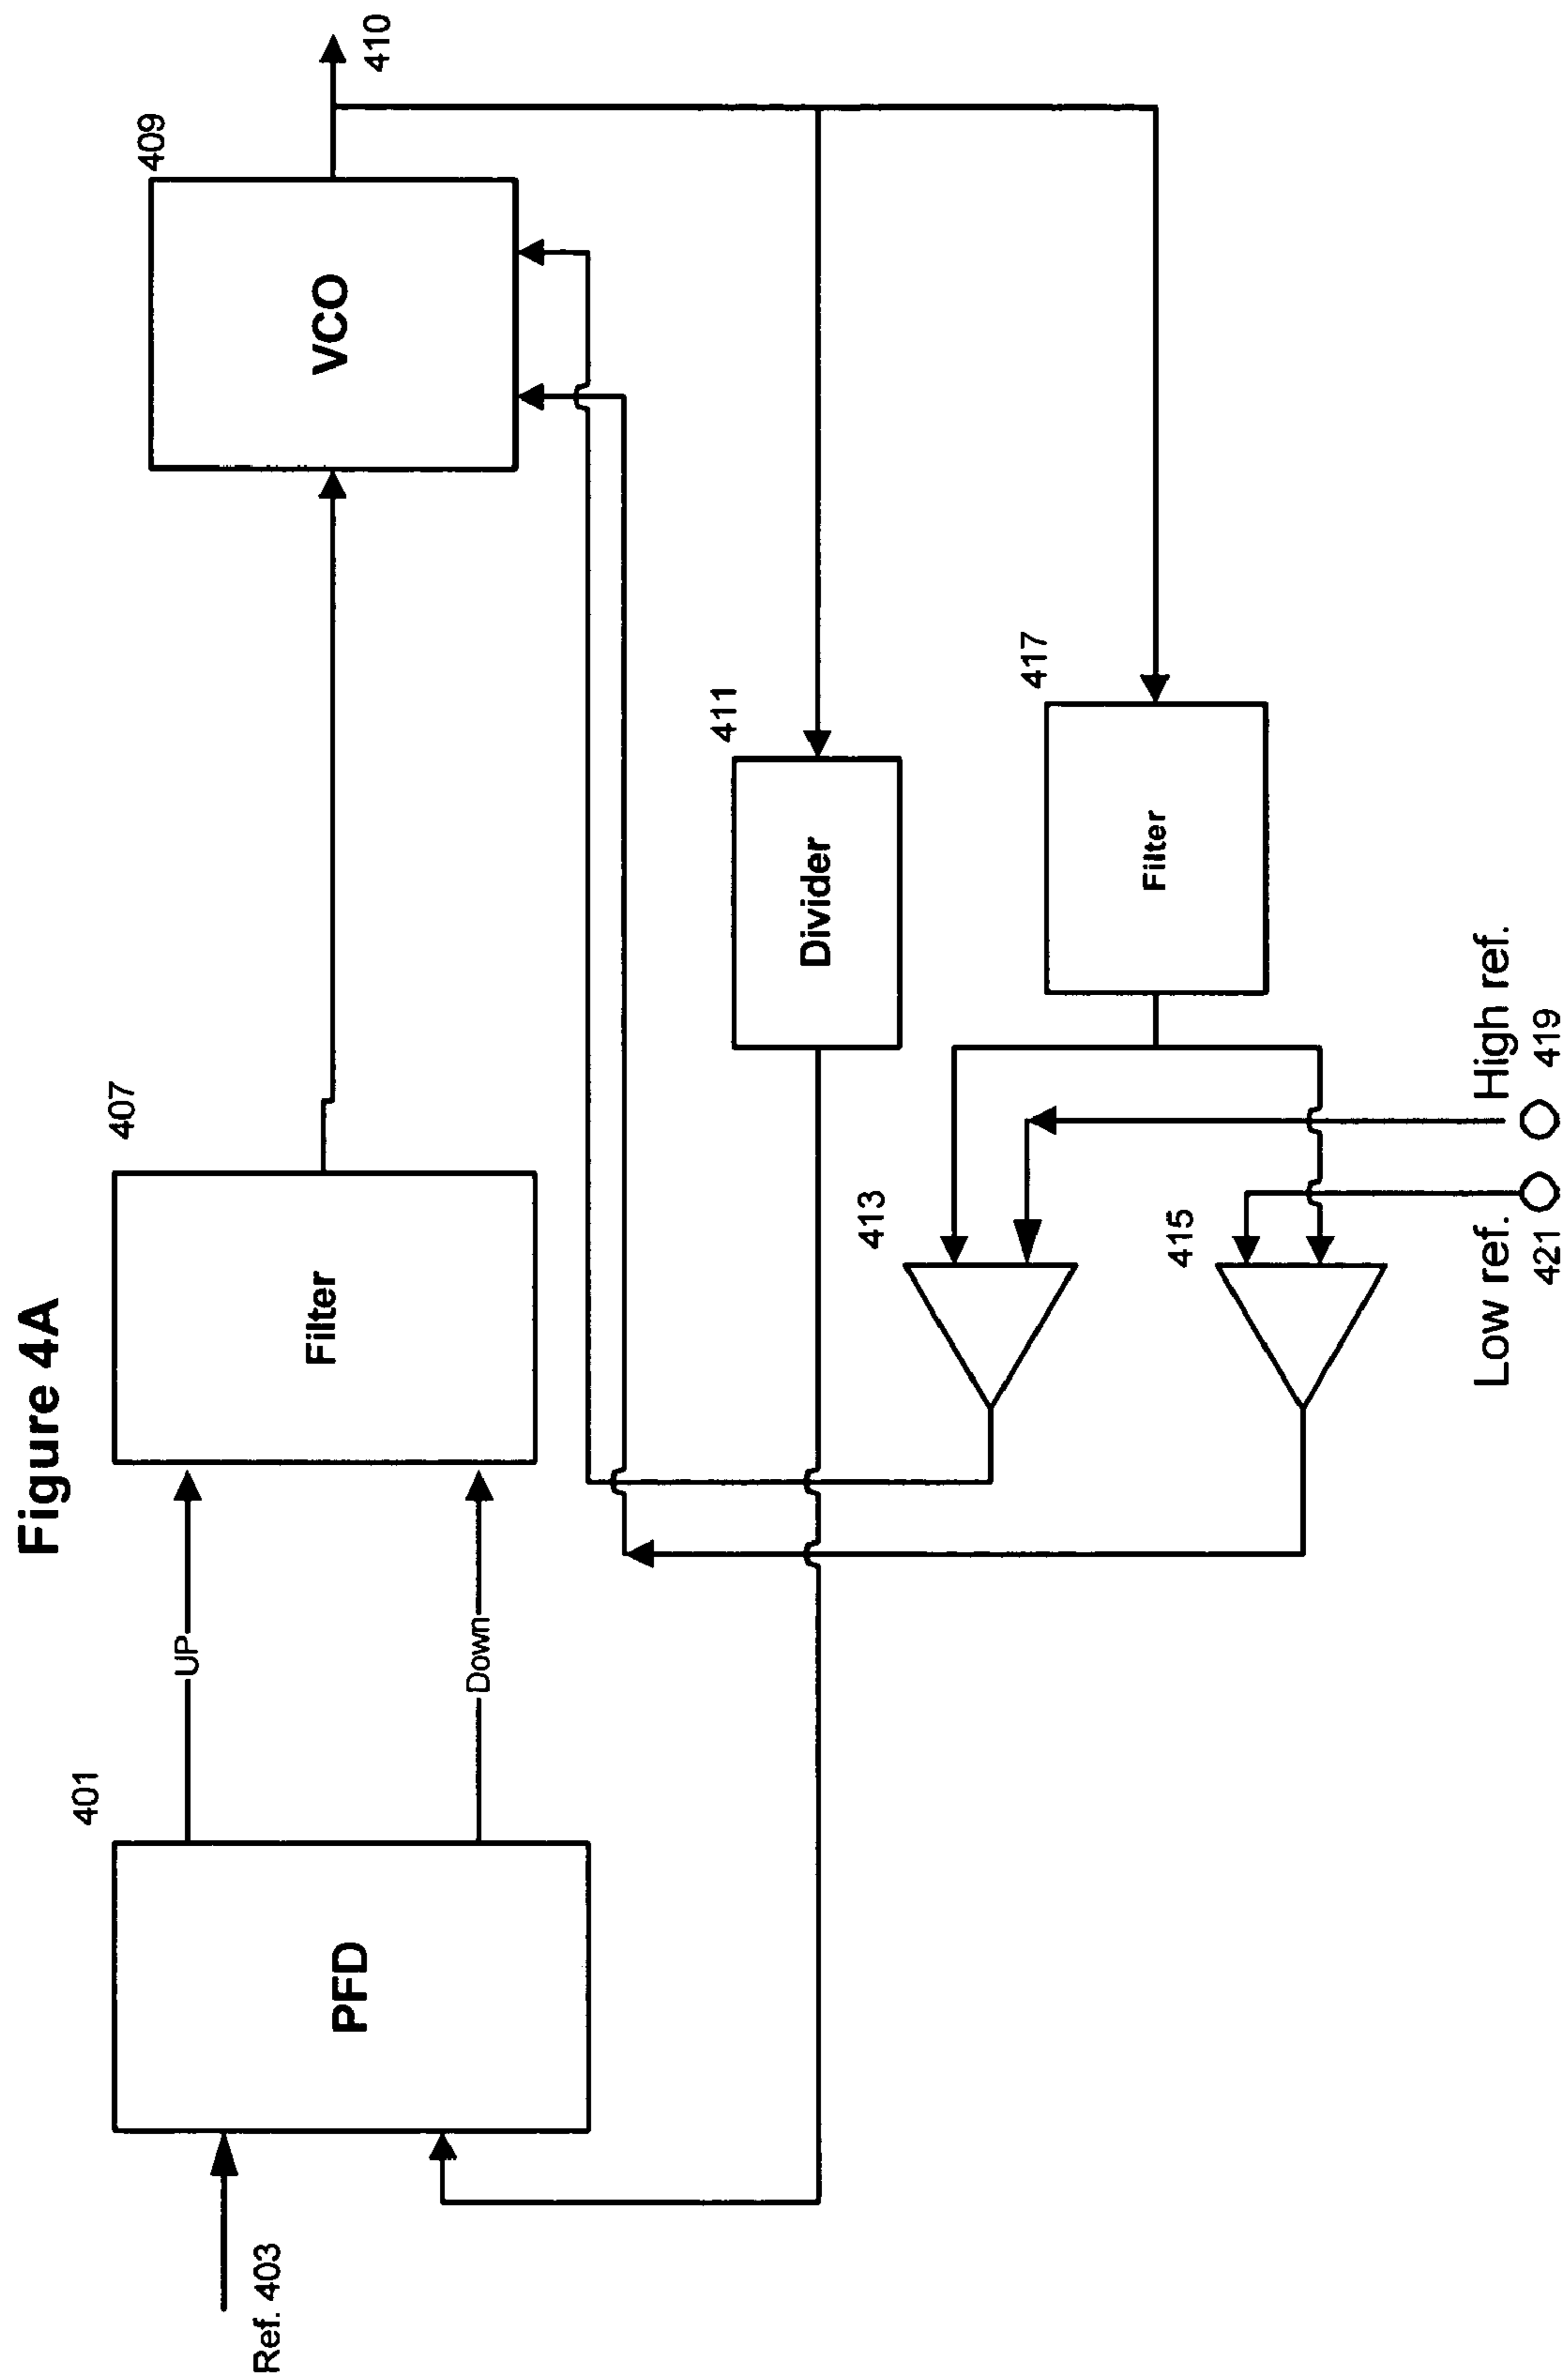 Figure 4A
401
407
409
410
PFD
UP
Down
Filter
VCO
Ref. 403
411
Divider
413
417
Filter
415
Low ref.
High ref.
421
419